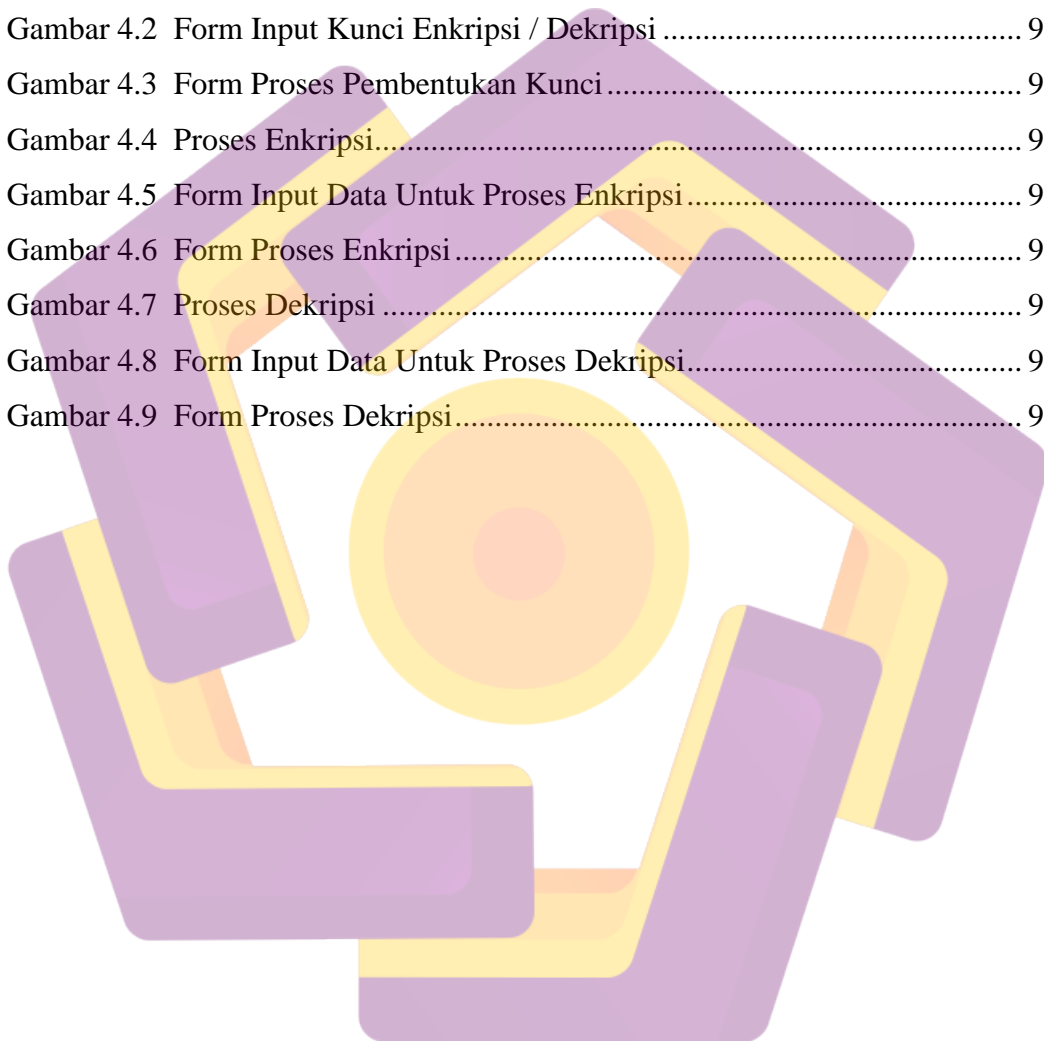 Gambar 4.2 Form Input Kunci Enkripsi / Dekripsi ............................................. 9
Gambar 4.3 Form Proses Pembentukan Kunci .................................................... 9
Gambar 4.4 Proses Enkripsi................................................................................. 9
Gambar 4.5 Form Input Data Untuk Proses Enkripsi .......................................... 9
Gambar 4.6 Form Proses Enkripsi ....................................................................... 9
Gambar 4.7 Proses Dekripsi ................................................................................ 9
Gambar 4.8 Form Input Data Untuk Proses Dekripsi.......................................... 9
Gambar 4.9 Form Proses Dekripsi ....................................................................... 9